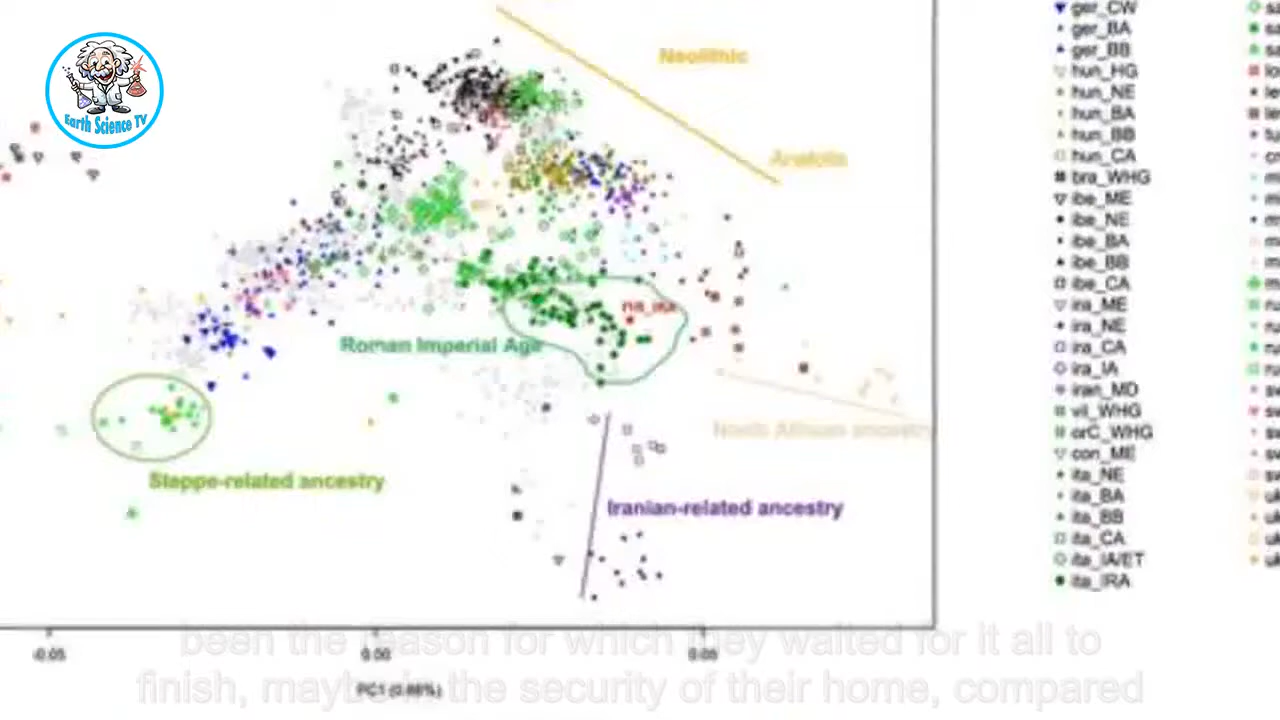 Earth Science TV
Neolithic
Anatolia
Roman Imperial Age
Steppe-related ancestry
North African ancestry
Iranian-related ancestry
-0.05
0.00
0.05
PC1 (0.88%)
ger_CW
ger_BA
ger_BB
hun_HG
hun_NE
hun_BA
hun_BB
hun_CA
bra_WHG
ibe_ME
ibe_NE
ibe_BA
ibe_BB
ibe_CA
ira_ME
ira_NE
ira_CA
ira_IA
iran_MD
vil_WHG
orC_WHG
con_ME
ita_NE
ita_BA
ita_BB
ita_CA
ita_IA/ET
ita_IRA
been the reason for which they waited for it all to
finish, maybe in the security of their home, compared